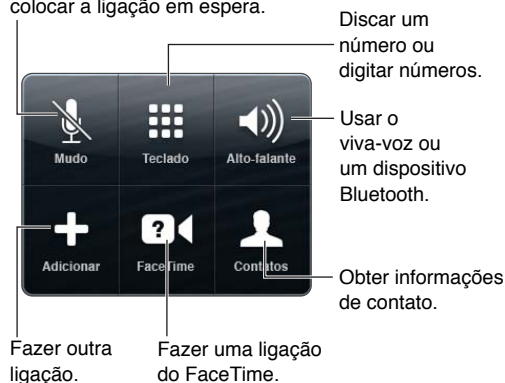 colocar a ligação em espera.
Discar um
número ou
digitar números.
Mudo
Teclado
Alto-falante
Usar o
viva-voz ou
um dispositivo
Bluetooth.
Adicionar
FaceTime
Contatos
Obter informações
de contato.
Fazer outra
ligação.
Fazer uma ligação
do FaceTime.